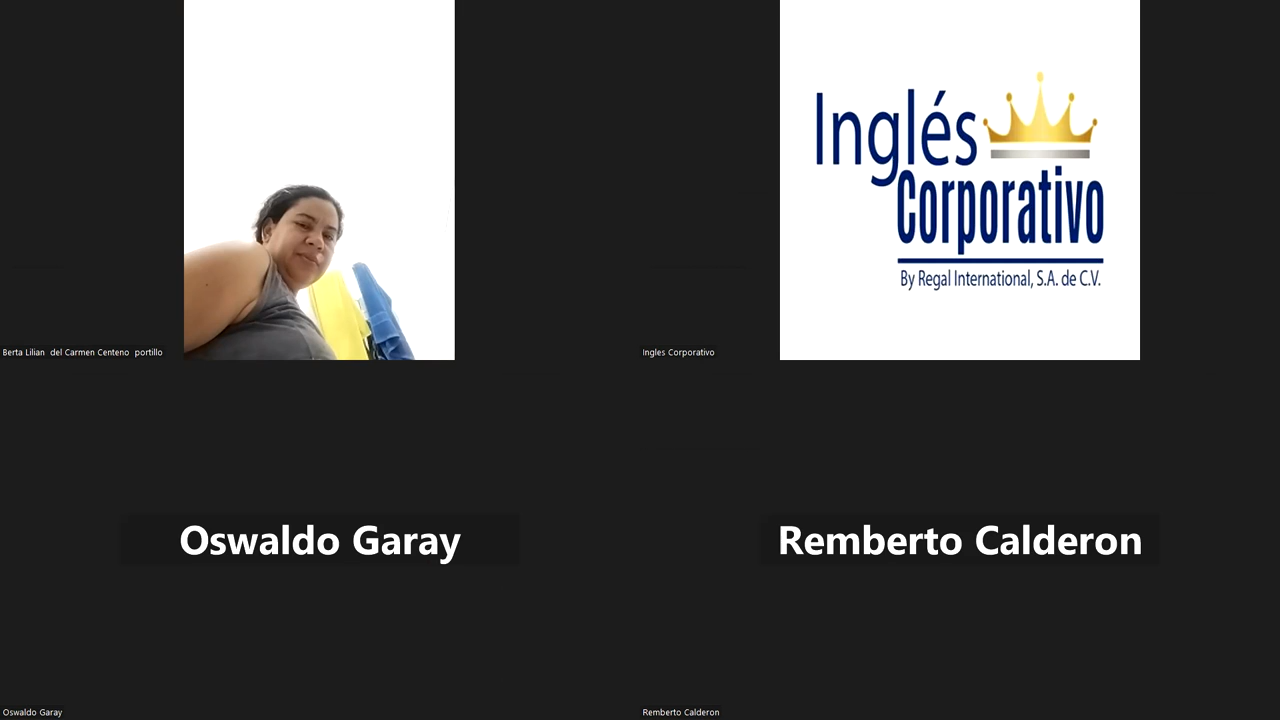 Inglés
Corporativo
By Regal International, S.A. de C.V.
Berta Lilian  del Carmen Centeno  portillo
Ingles Corporativo
Oswaldo Garay
Remberto Calderon
Oswaldo Garay
Remberto Calderon